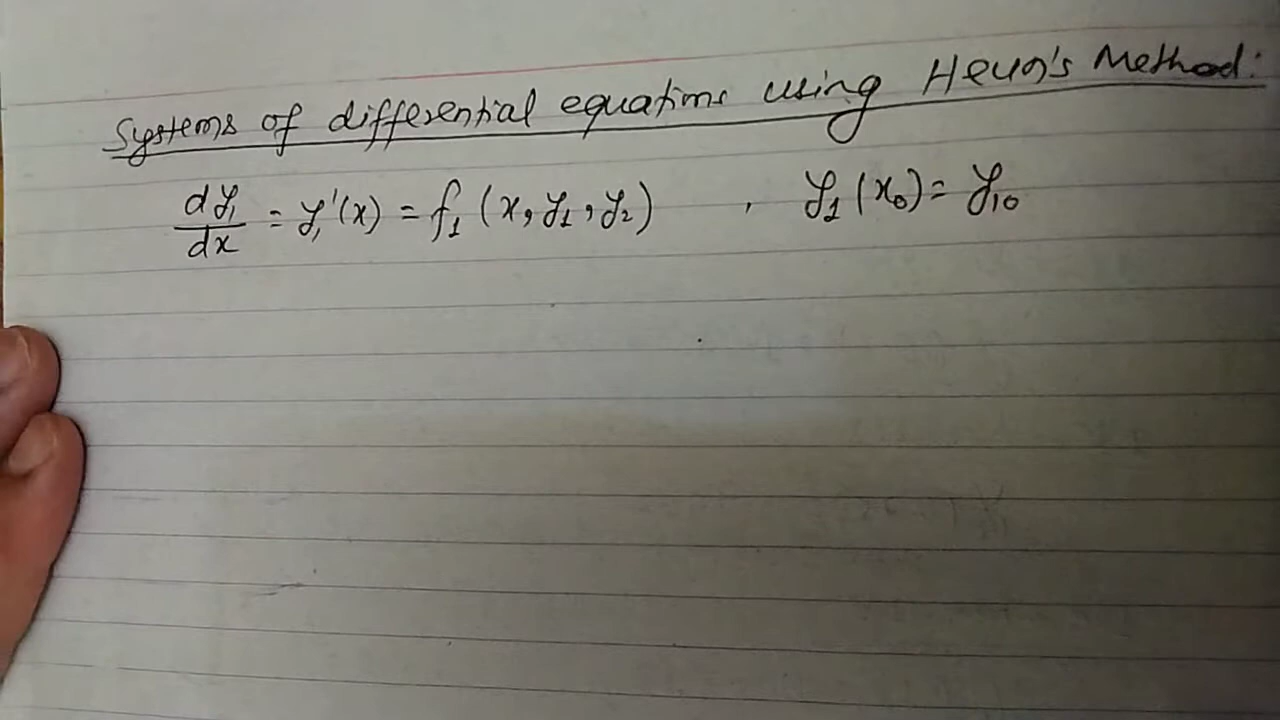 Systems of differential equations using Heun's Method:
dy₁/dx = y₁'(x) = f₁ (x, y₁, y₂) , y₁(x₀) = y₁₀